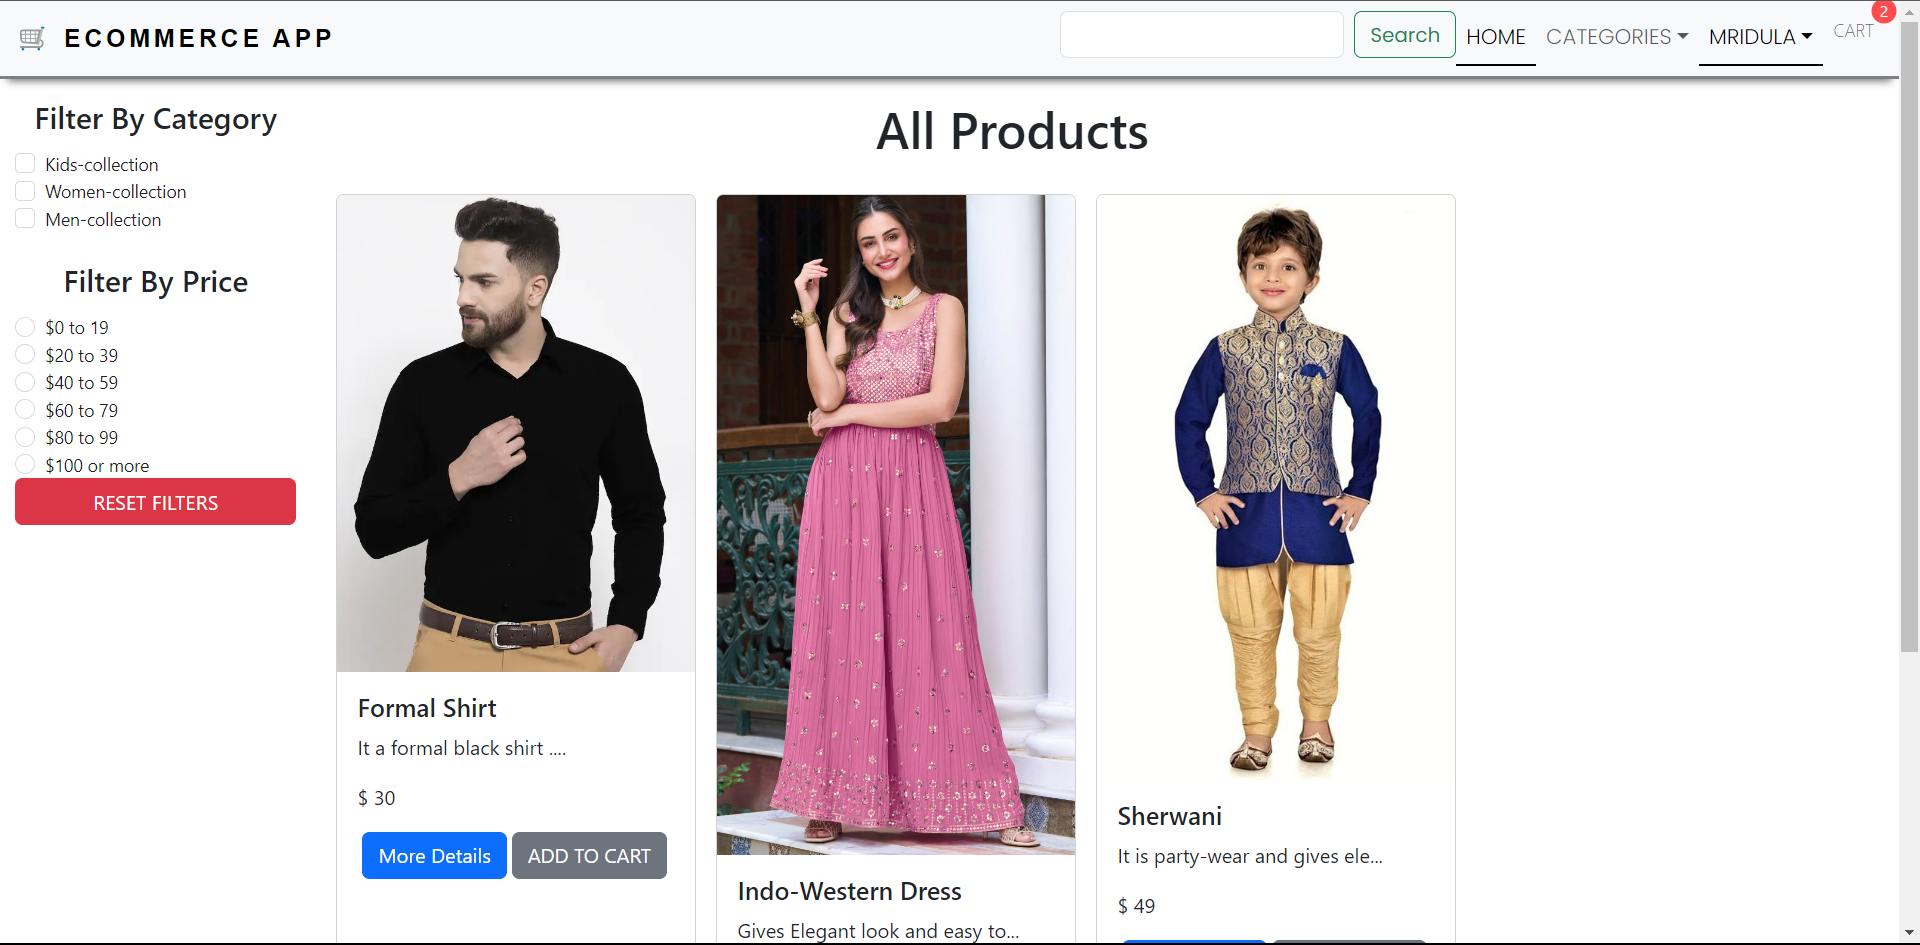 ECOMMERCE APP
Search
HOME
CATEGORIES
MRIDULA
CART
2
Filter By Category
Kids-collection
Women-collection
Men-collection
Filter By Price
$0 to 19
$20 to 39
$40 to 59
$60 to 79
$80 to 99
$100 or more
RESET FILTERS
All Products
Formal Shirt
It a formal black shirt ....
$ 30
More Details
ADD TO CART
Indo-Western Dress
Gives Elegant look and easy to...
Sherwani
It is party-wear and gives ele...
$ 49